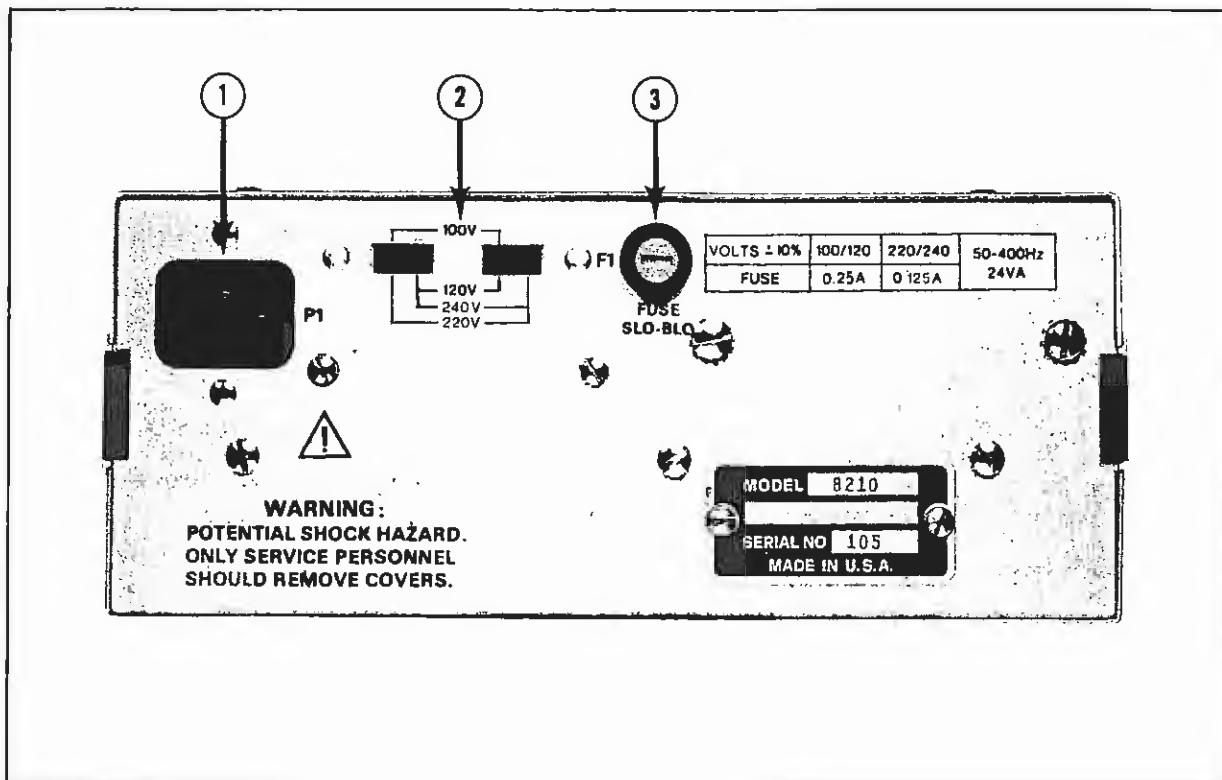 1 2 3
100V
120V
240V
220V
P1
F1
FUSE
SLO-BLO
VOLTS ± 10% 100/120 220/240 50-400Hz
FUSE 0.25A 0.125A 24VA
WARNING:
POTENTIAL SHOCK HAZARD.
ONLY SERVICE PERSONNEL
SHOULD REMOVE COVERS.
MODEL 8210
SERIAL NO 105
MADE IN U.S.A.